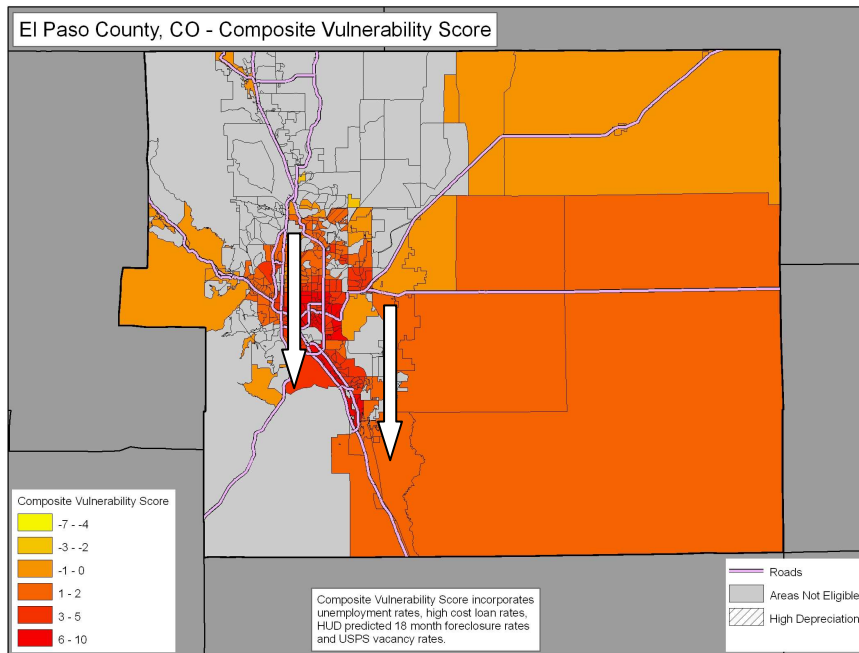 El Paso County, CO - Composite Vulnerability Score
Composite Vulnerability Score
-7 - -4
-3 - -2
-1 - 0
1 - 2
3 - 5
6 - 10
Composite Vulnerability Score incorporates
unemployment rates, high cost loan rates,
HUD predicted 18 month foreclosure rates
and USPS vacancy rates.
Roads
Areas Not Eligible
High Depreciation